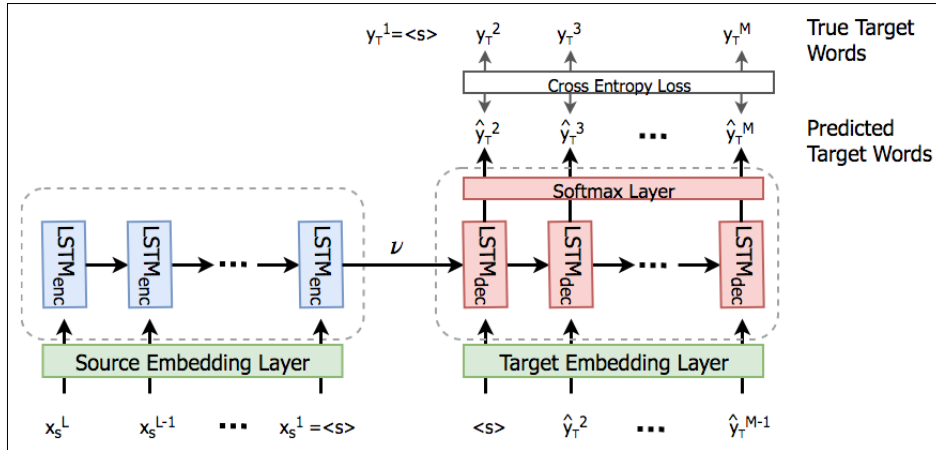 y_T^1=<s> y_T^2 y_T^3 y_T^M True Target
Words
Cross Entropy Loss
ŷ_T^2 ŷ_T^3 ... ŷ_T^M Predicted
Target Words
Softmax Layer
LSTM_enc LSTM_enc ... LSTM_enc ν LSTM_dec LSTM_dec ... LSTM_dec
Source Embedding Layer Target Embedding Layer
x_s^L x_s^L-1 ... x_s^1 =<s> <s> ŷ_T^2 ... ŷ_T^M-1